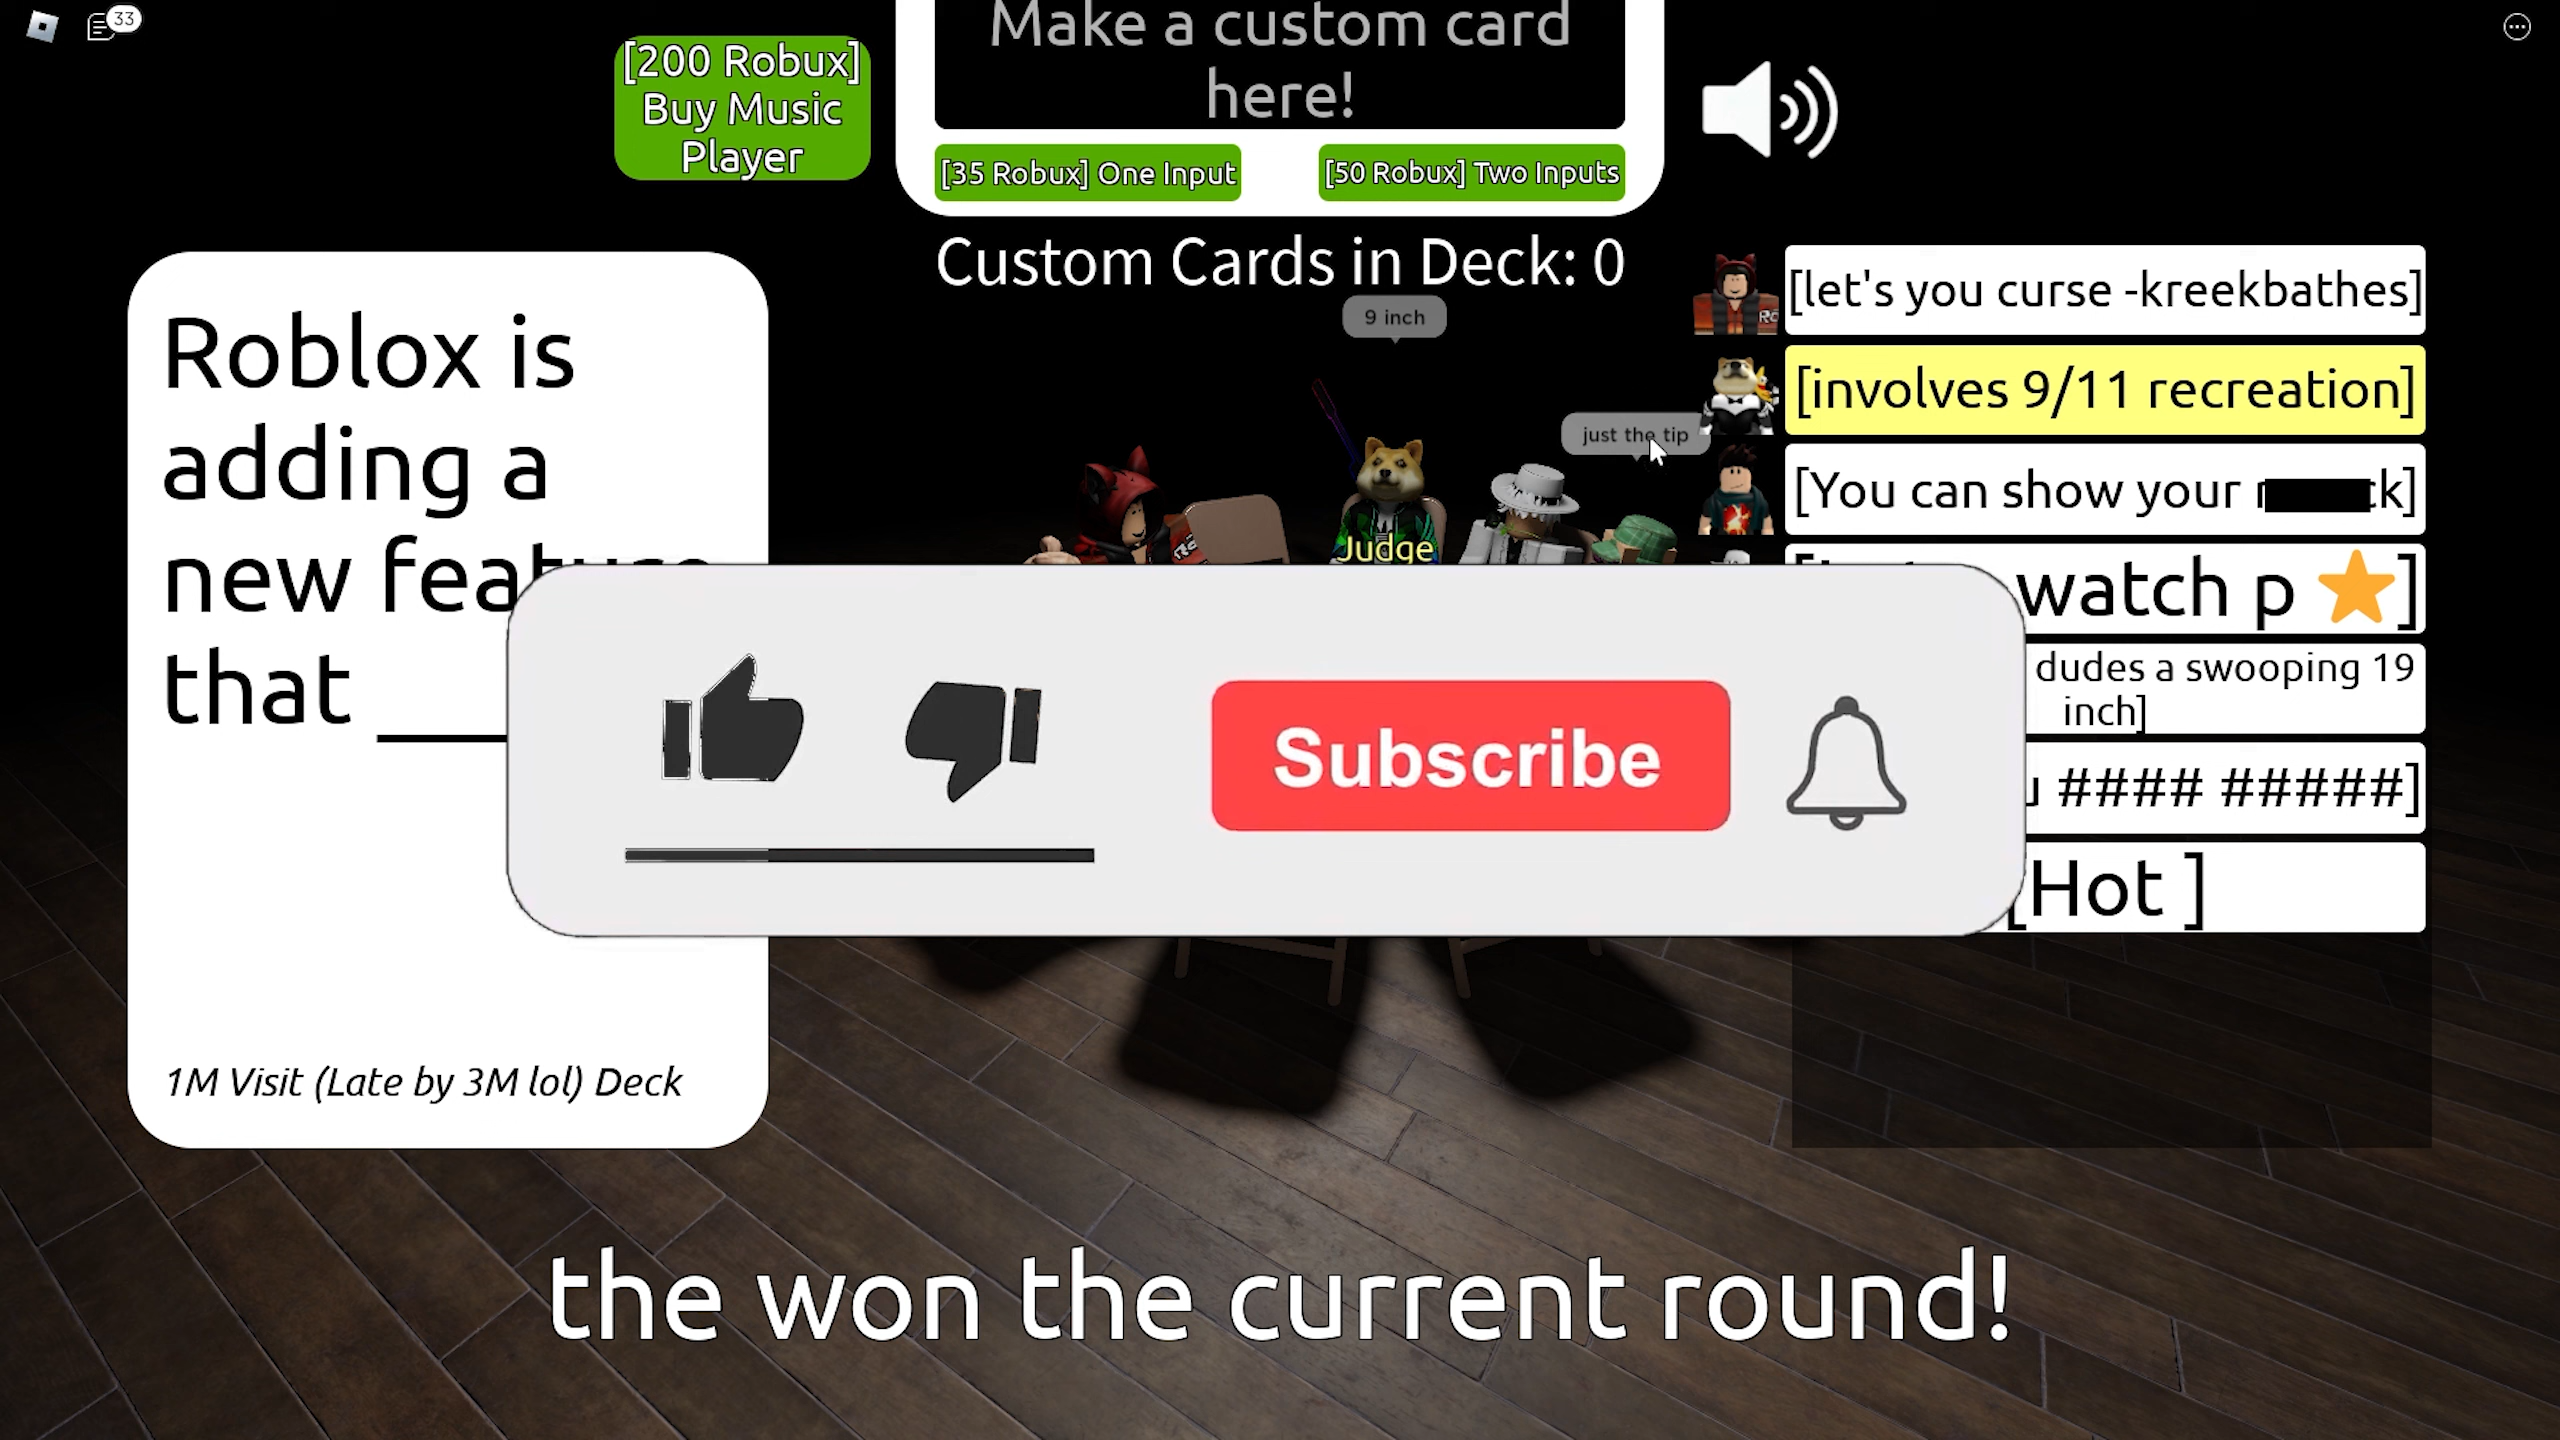 33
[200 Robux]
Buy Music
Player
Make a custom card
here!
[35 Robux] One Input
[50 Robux] Two Inputs
Custom Cards in Deck: 0
9 inch
just the tip
Judge
Roblox is
adding a
new feature
that ____
1M Visit (Late by 3M lol) Deck
[let's you curse -kreekbathes]
[involves 9/11 recreation]
[You can show your
watch p ⭐]
dudes a swooping 19
inch]
#### #####]
[Hot ]
Subscribe
the won the current round!